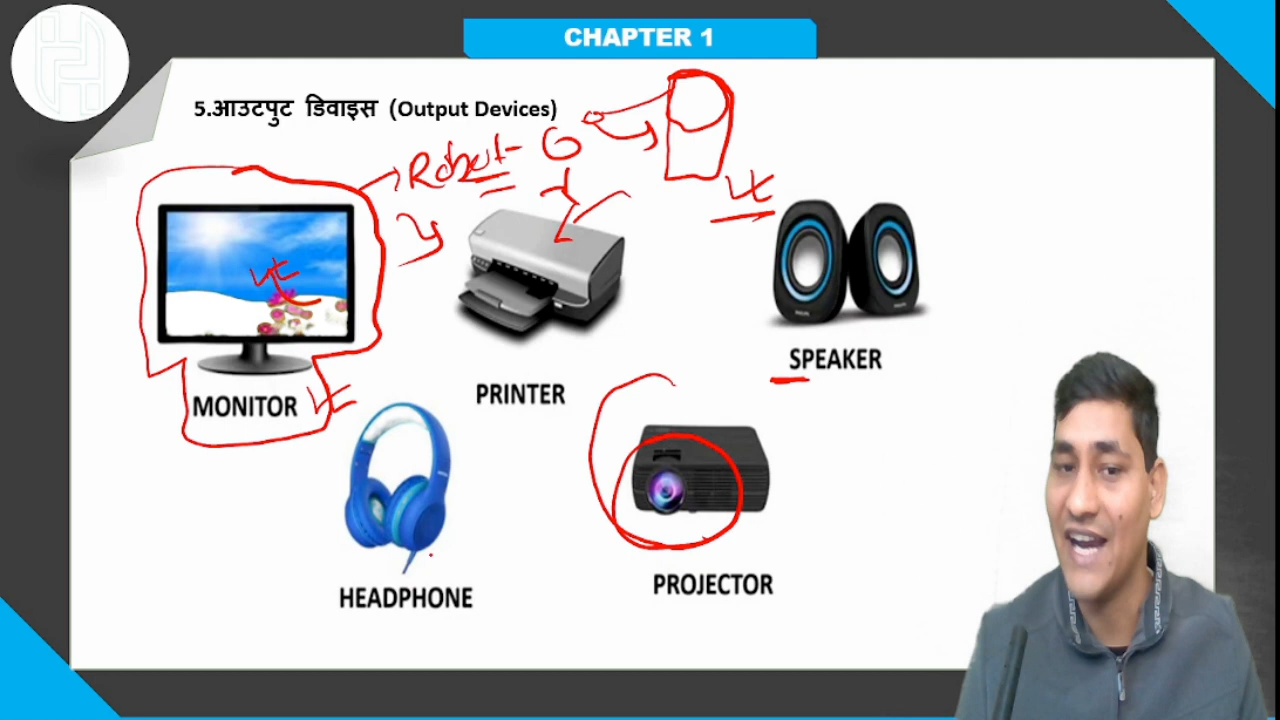 CHAPTER 1
5.आउटपुट डिवाइस (Output Devices)
Robot
MONITOR
PRINTER
SPEAKER
HEADPHONE
PROJECTOR